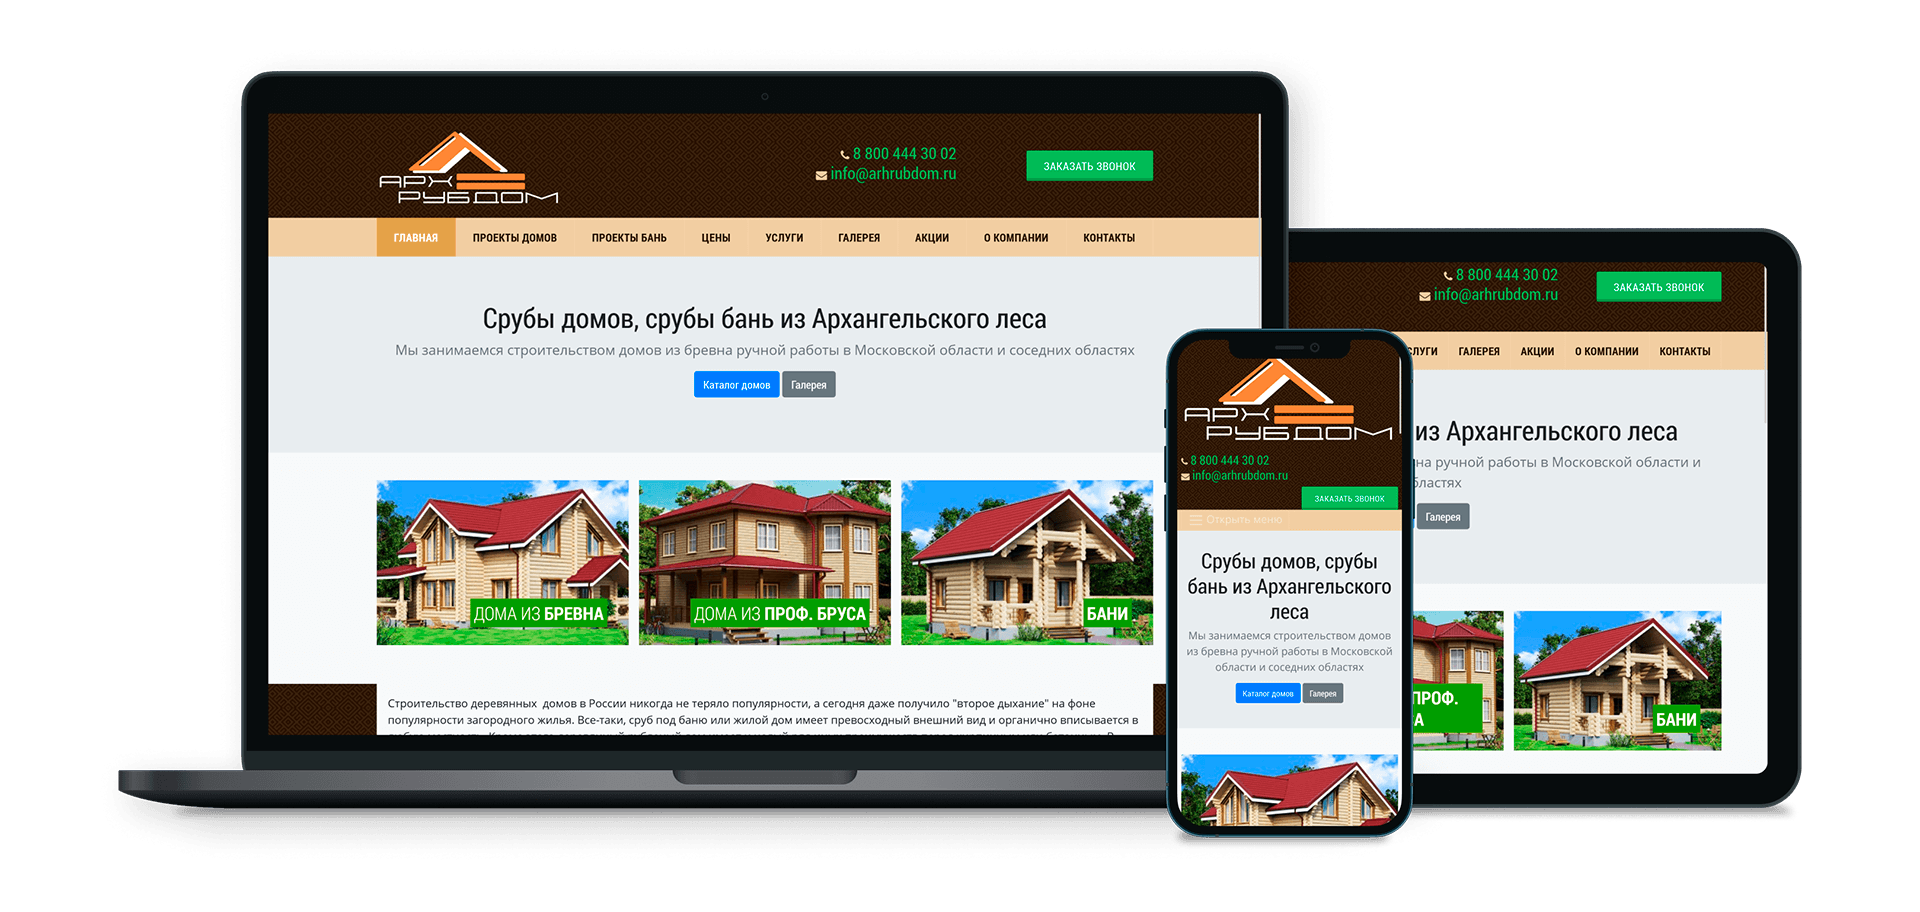 АРХ
РУБДОМ
8 800 444 30 02
info@arhrubdom.ru
ЗАКАЗАТЬ ЗВОНОК
ГЛАВНАЯ ПРОЕКТЫ ДОМОВ ПРОЕКТЫ БАНЬ ЦЕНЫ УСЛУГИ ГАЛЕРЕЯ АКЦИИ О КОМПАНИИ КОНТАКТЫ
Срубы домов, срубы бань из Архангельского леса
Мы занимаемся строительством домов из бревна ручной работы в Московской области и соседних областях
Каталог домов Галерея
ДОМА ИЗ БРЕВНА
ДОМА ИЗ ПРОФ. БРУСА
БАНИ
Строительство деревянных домов в России никогда не теряло популярности, а сегодня даже получило "второе дыхание" на фоне
популярности загородного жилья. Все-таки, сруб под баню или жилой дом имеет превосходный внешний вид и органично вписывается в
АРХ
РУБДОМ
8 800 444 30 02
info@arhrubdom.ru
ЗАКАЗАТЬ ЗВОНОК
Открыть меню
Срубы домов, срубы
бань из Архангельского
леса
Мы занимаемся строительством домов
из бревна ручной работы в Московской
области и соседних областях
Каталог домов Галерея
8 800 444 30 02
info@arhrubdom.ru
ЗАКАЗАТЬ ЗВОНОК
СЛУГИ ГАЛЕРЕЯ АКЦИИ О КОМПАНИИ КОНТАКТЫ
из Архангельского леса
на ручной работы в Московской области и
бластях
Галерея
ПРОФ.
А
БАНИ